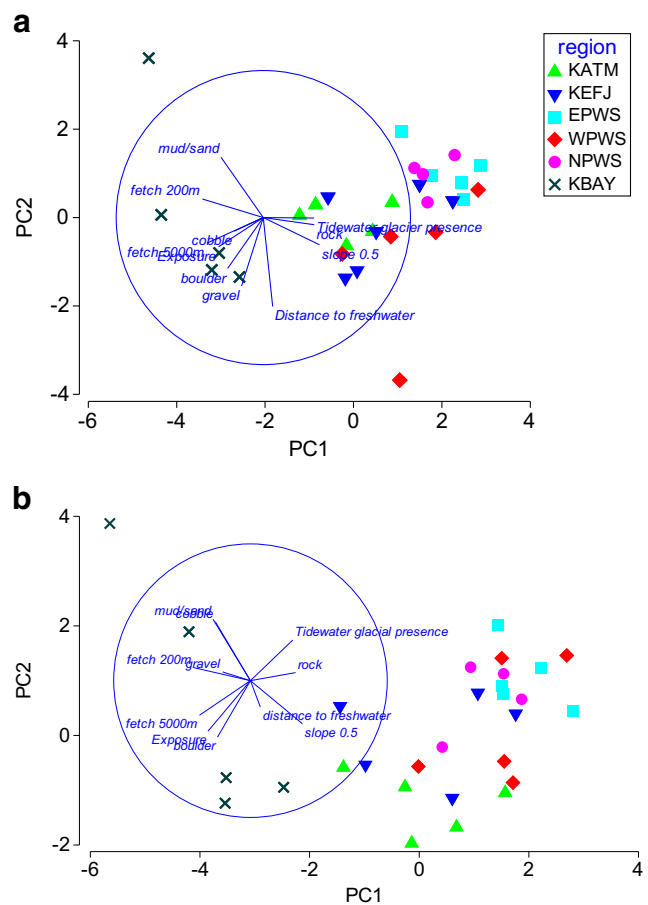 a
4
2
0
-2
-4
PC2
-6
-4
-2
0
2
4
PC1
region
KATM
KEFJ
EPWS
WPWS
NPWS
KBAY
mud/sand
fetch 200m
Tidewater glacier presence
rock
cobble
fetch 5000m
Exposure
slope 0.5
boulder
gravel
Distance to freshwater
b
4
2
0
-2
PC2
-6
-4
-2
0
2
4
PC1
mud/sand
cobble
Tidewater glacial presence
fetch 200m
gravel
rock
distance to freshwater
fetch 5000m
slope 0.5
Exposure
boulder